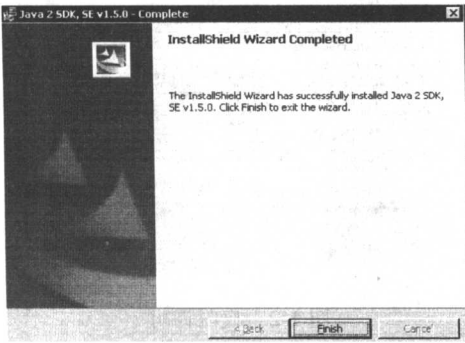 Java 2 SDK, SE v1.5.0 - Complete
InstallShield Wizard Completed
The InstallShield Wizard has successfully installed Java 2 SDK,
SE v1.5.0. Click Finish to exit the wizard.
< Back Finish Cancel